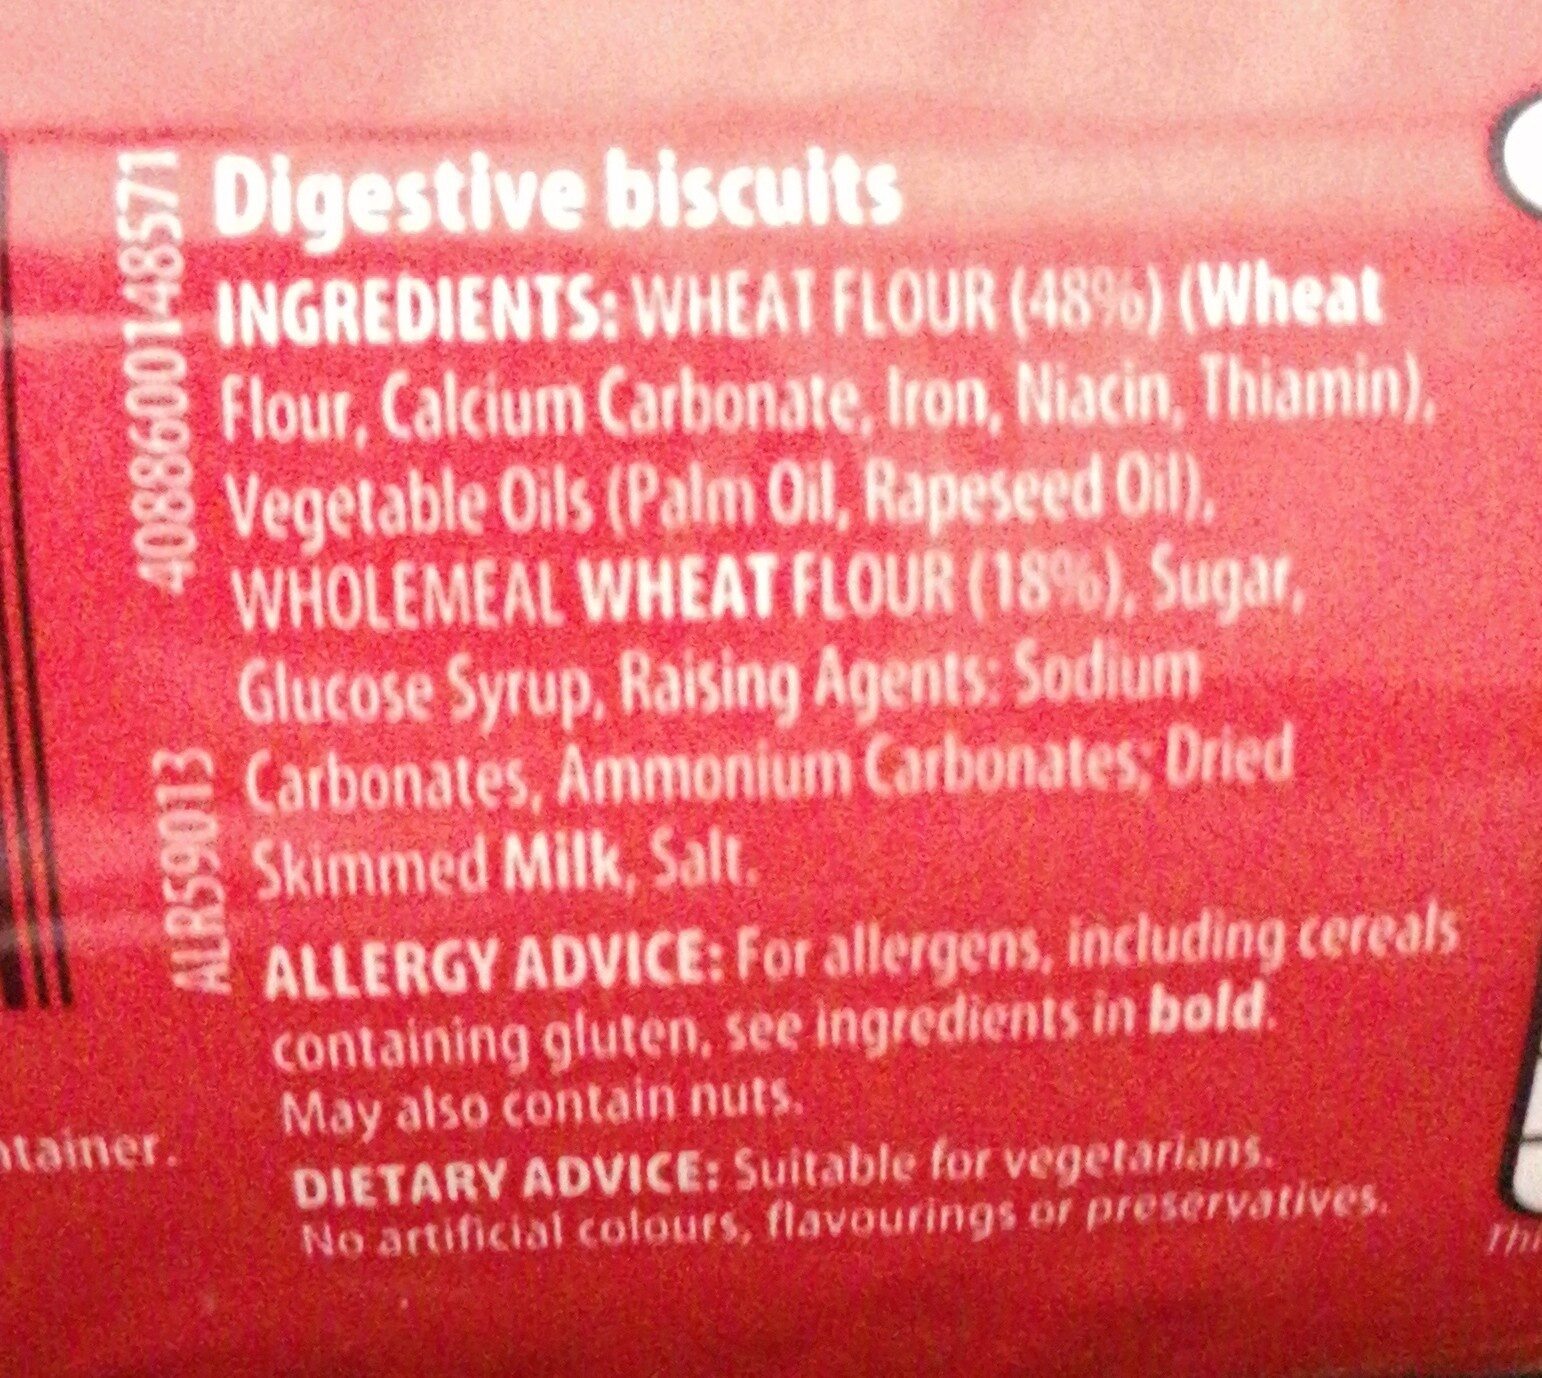 4088600148571
Digestive biscuits
INGREDIENTS: WHEAT FLOUR (48%) (Wheat
Flour, Calcium Carbonate, Iron, Niacin, Thiamin),
Vegetable Oils (Palm Oil, Rapeseed Oil),
WHOLEMEAL WHEAT FLOUR (18%), Sugar,
Glucose Syrup, Raising Agents: Sodium
Carbonates, Ammonium Carbonates; Dried
Skimmed Milk, Salt.
ALR59013
ALLERGY ADVICE: For allergens, including cereals
containing gluten, see ingredients in bold.
May also contain nuts.
ntainer.
DIETARY ADVICE: Suitable for vegetarians.
No artificial colours, flavourings or preservatives.